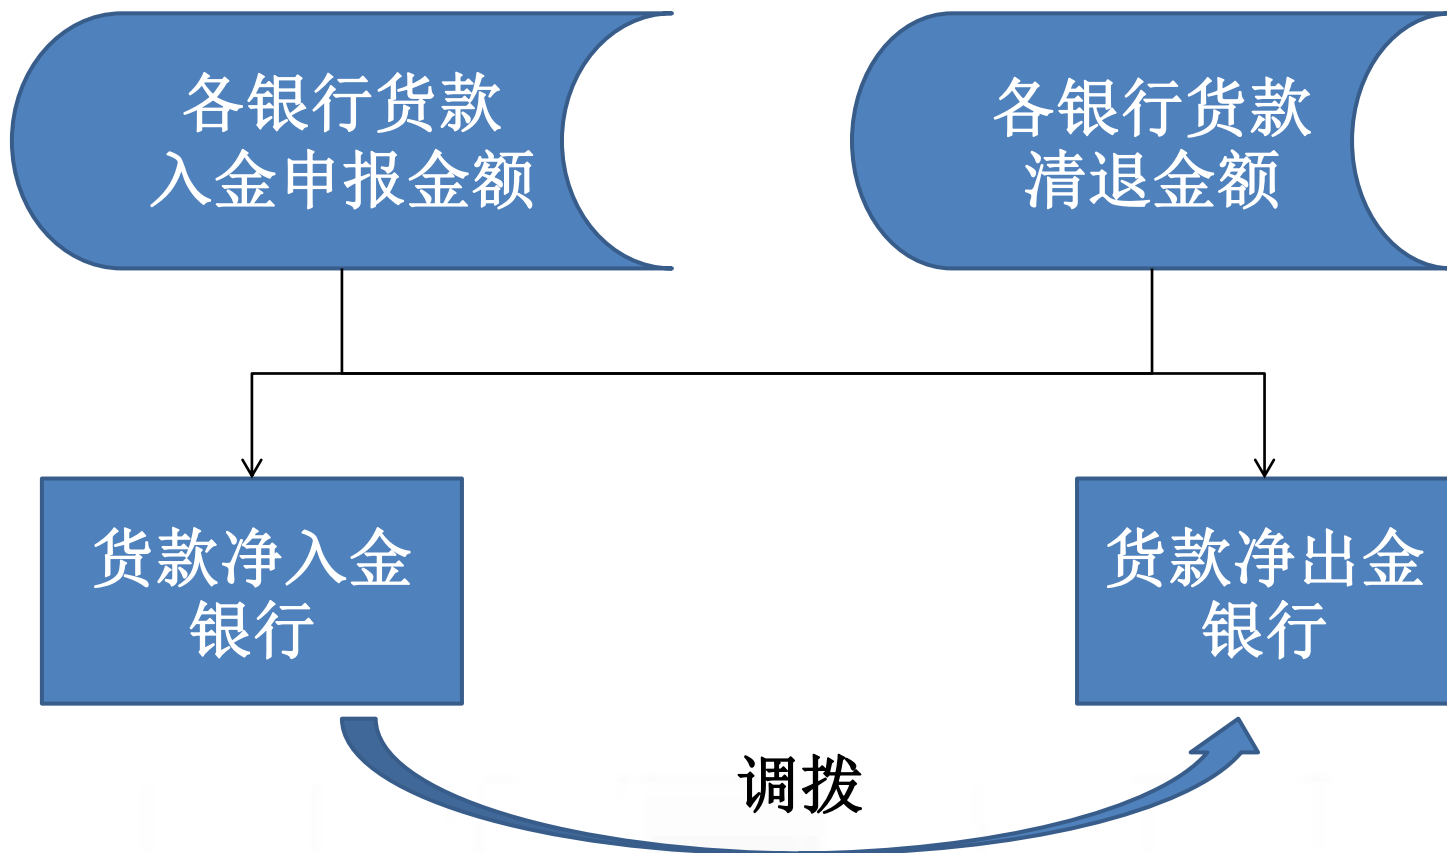 各银行货款
入金申报金额
各银行货款
清退金额
货款净入金
银行
货款净出金
银行
调拨